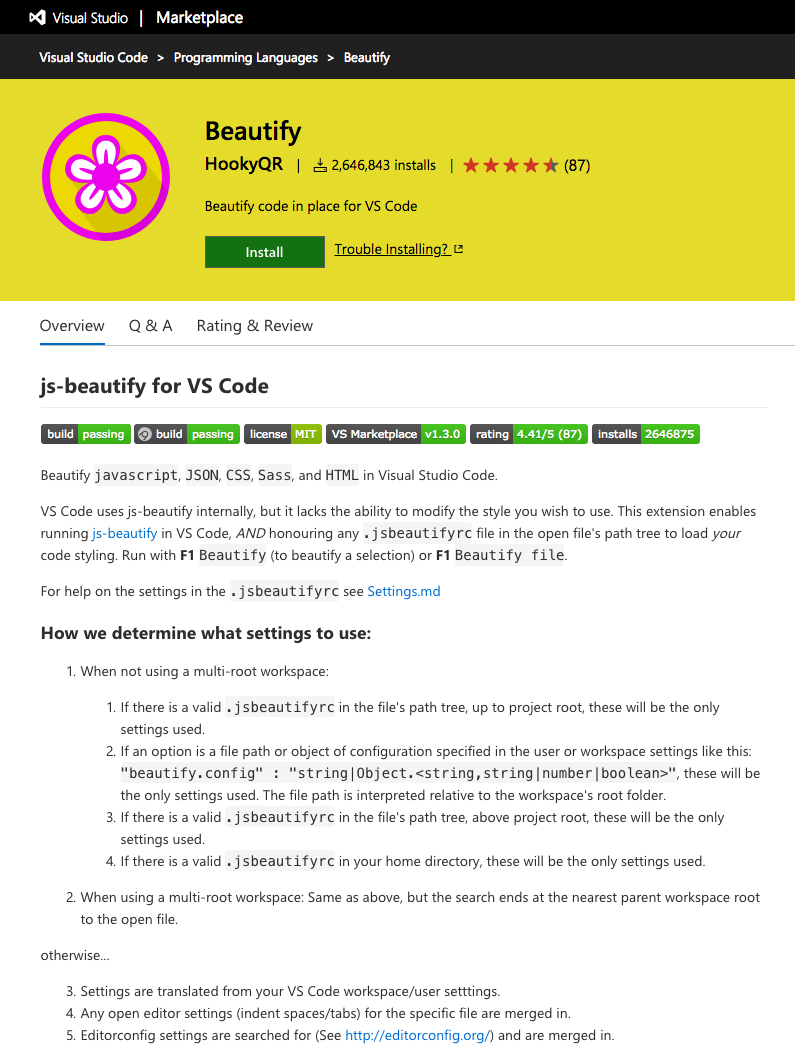 Visual Studio | Marketplace
Visual Studio Code > Programming Languages > Beautify
Beautify
HookyQR | 2,646,843 installs | (87)
Beautify code in place for VS Code
Install Trouble Installing?
Overview Q & A Rating & Review
js-beautify for VS Code
build passing build passing license MIT VS Marketplace v1.3.0 rating 4.41/5 (87) installs 2646875
Beautify javascript, JSON, CSS, Sass, and HTML in Visual Studio Code.
VS Code uses js-beautify internally, but it lacks the ability to modify the style you wish to use. This extension enables
running js-beautify in VS Code, AND honouring any .jsbeautifyrc file in the open file's path tree to load your
code styling. Run with F1 Beautify (to beautify a selection) or F1 Beautify file.
For help on the settings in the .jsbeautifyrc see Settings.md
How we determine what settings to use:
1. When not using a multi-root workspace:
1. If there is a valid .jsbeautifyrc in the file's path tree, up to project root, these will be the only
settings used.
2. If an option is a file path or object of configuration specified in the user or workspace settings like this:
"beautify.config" : "string|Object.<string,string|number|boolean>", these will be
the only settings used. The file path is interpreted relative to the workspace's root folder.
3. If there is a valid .jsbeautifyrc in the file's path tree, above project root, these will be the only
settings used.
4. If there is a valid .jsbeautifyrc in your home directory, these will be the only settings used.
2. When using a multi-root workspace: Same as above, but the search ends at the nearest parent workspace root
to the open file.
otherwise...
3. Settings are translated from your VS Code workspace/user setttings.
4. Any open editor settings (indent spaces/tabs) for the specific file are merged in.
5. Editorconfig settings are searched for (See http://editorconfig.org/) and are merged in.